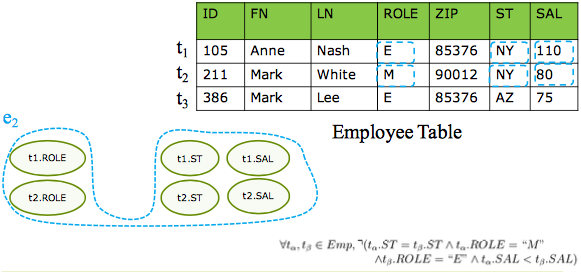 ID FN LN ROLE ZIP ST SAL
t1 105 Anne Nash E 85376 NY 110
t2 211 Mark White M 90012 NY 80
t3 386 Mark Lee E 85376 AZ 75
Employee Table
e2
t1.ROLE t1.ST t1.SAL
t2.ROLE t2.ST t2.SAL
∀tα, tβ ∈ Emp, ¬(tα.ST = tβ.ST ∧ tα.ROLE = “M”
∧tβ.ROLE = “E” ∧ tα.SAL < tβ.SAL)